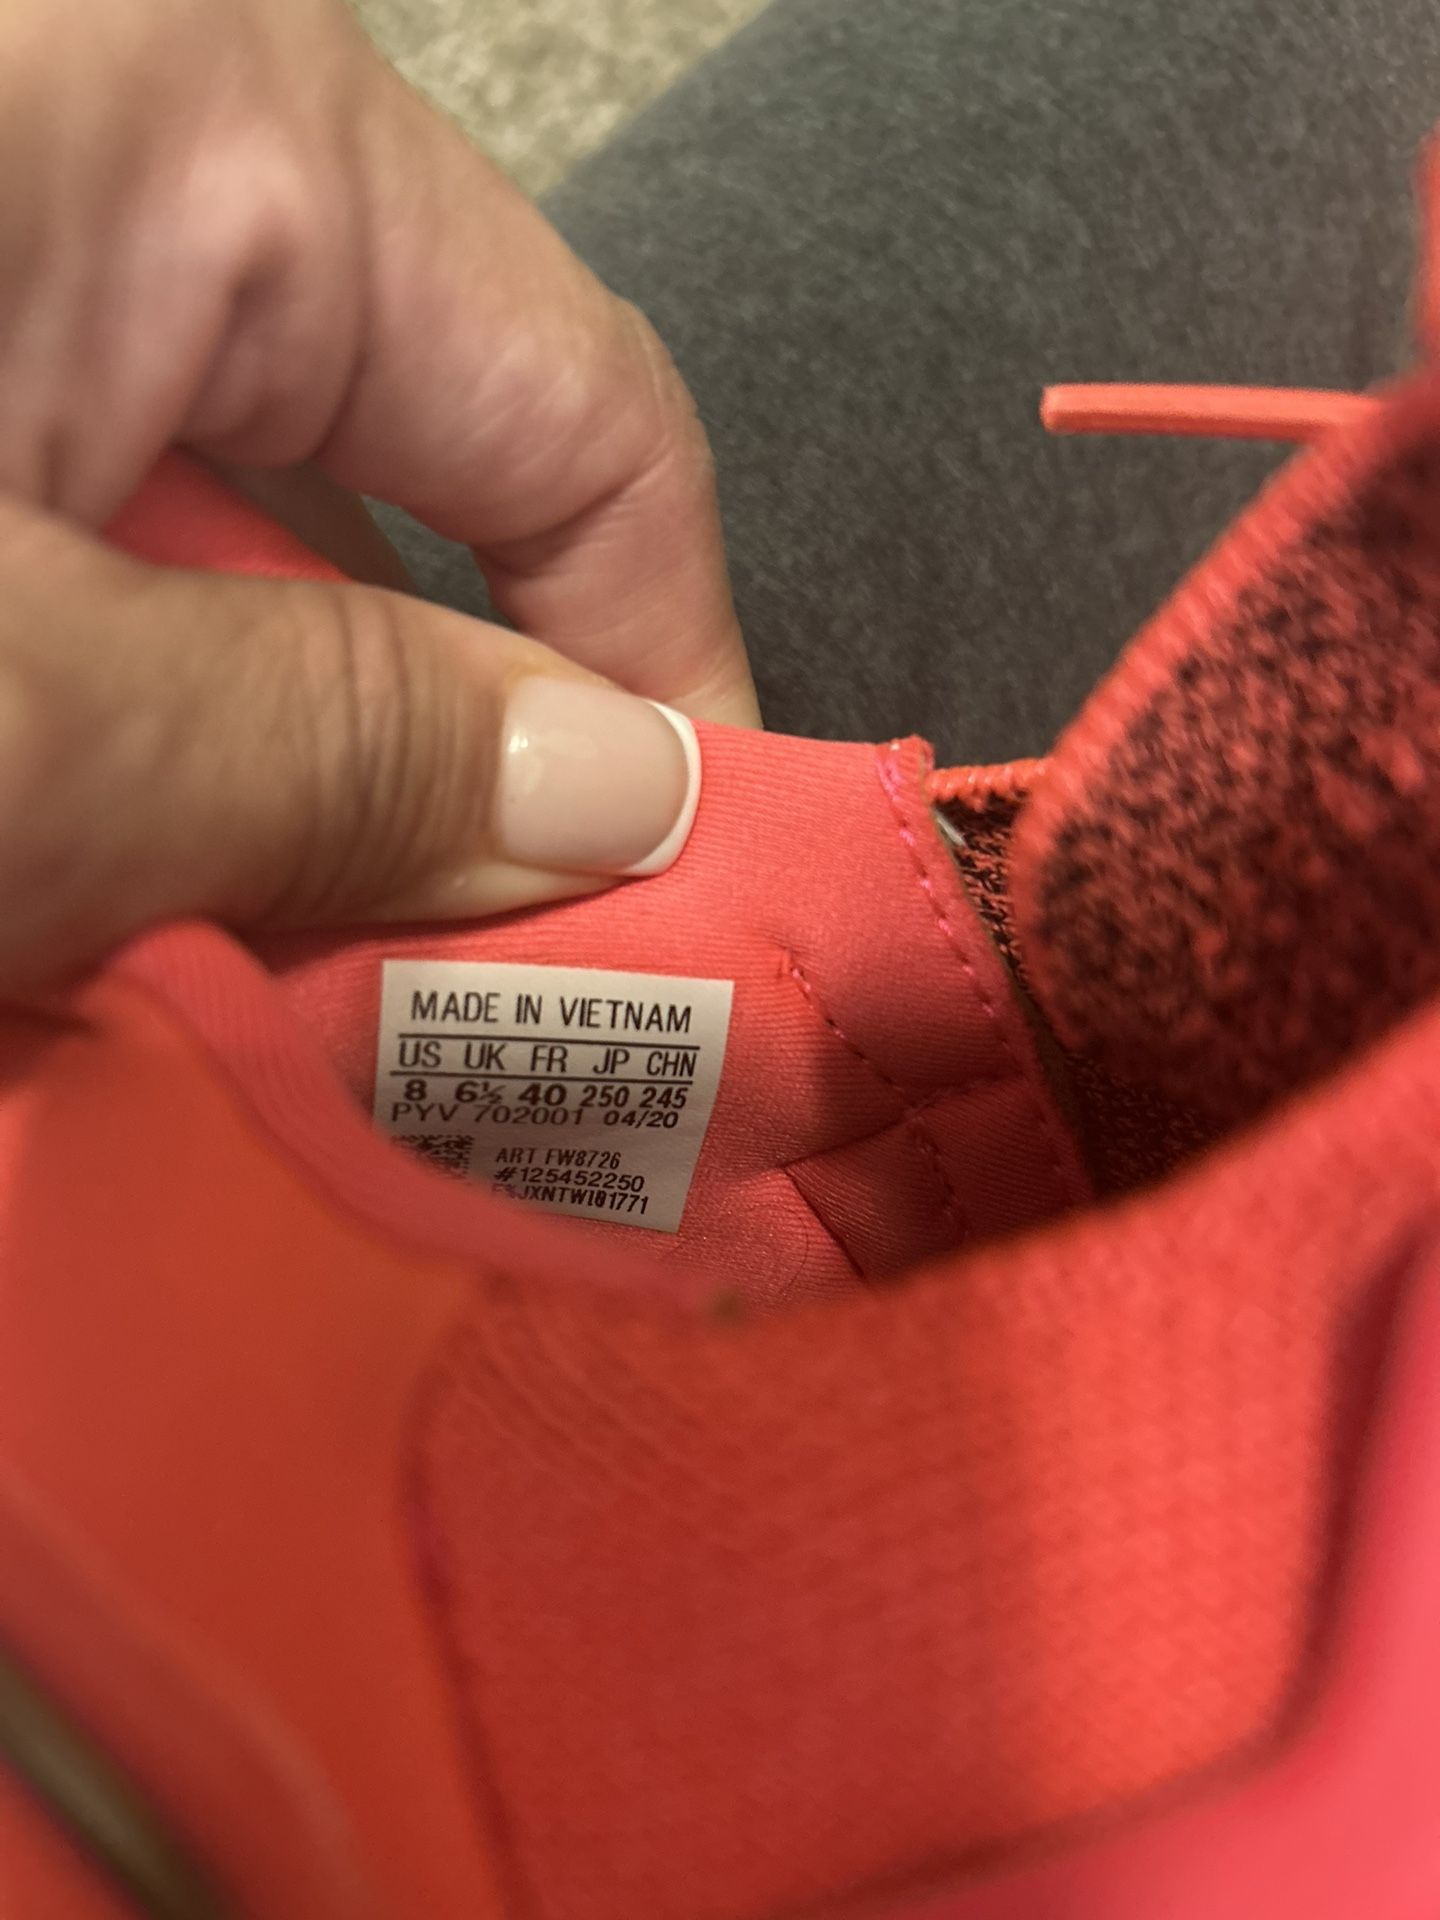 MADE IN VIETNAM
US UK FR JP CHN
8 6½ 40 250 245
PYV 702001 04/20
ART FW8726
#125452250